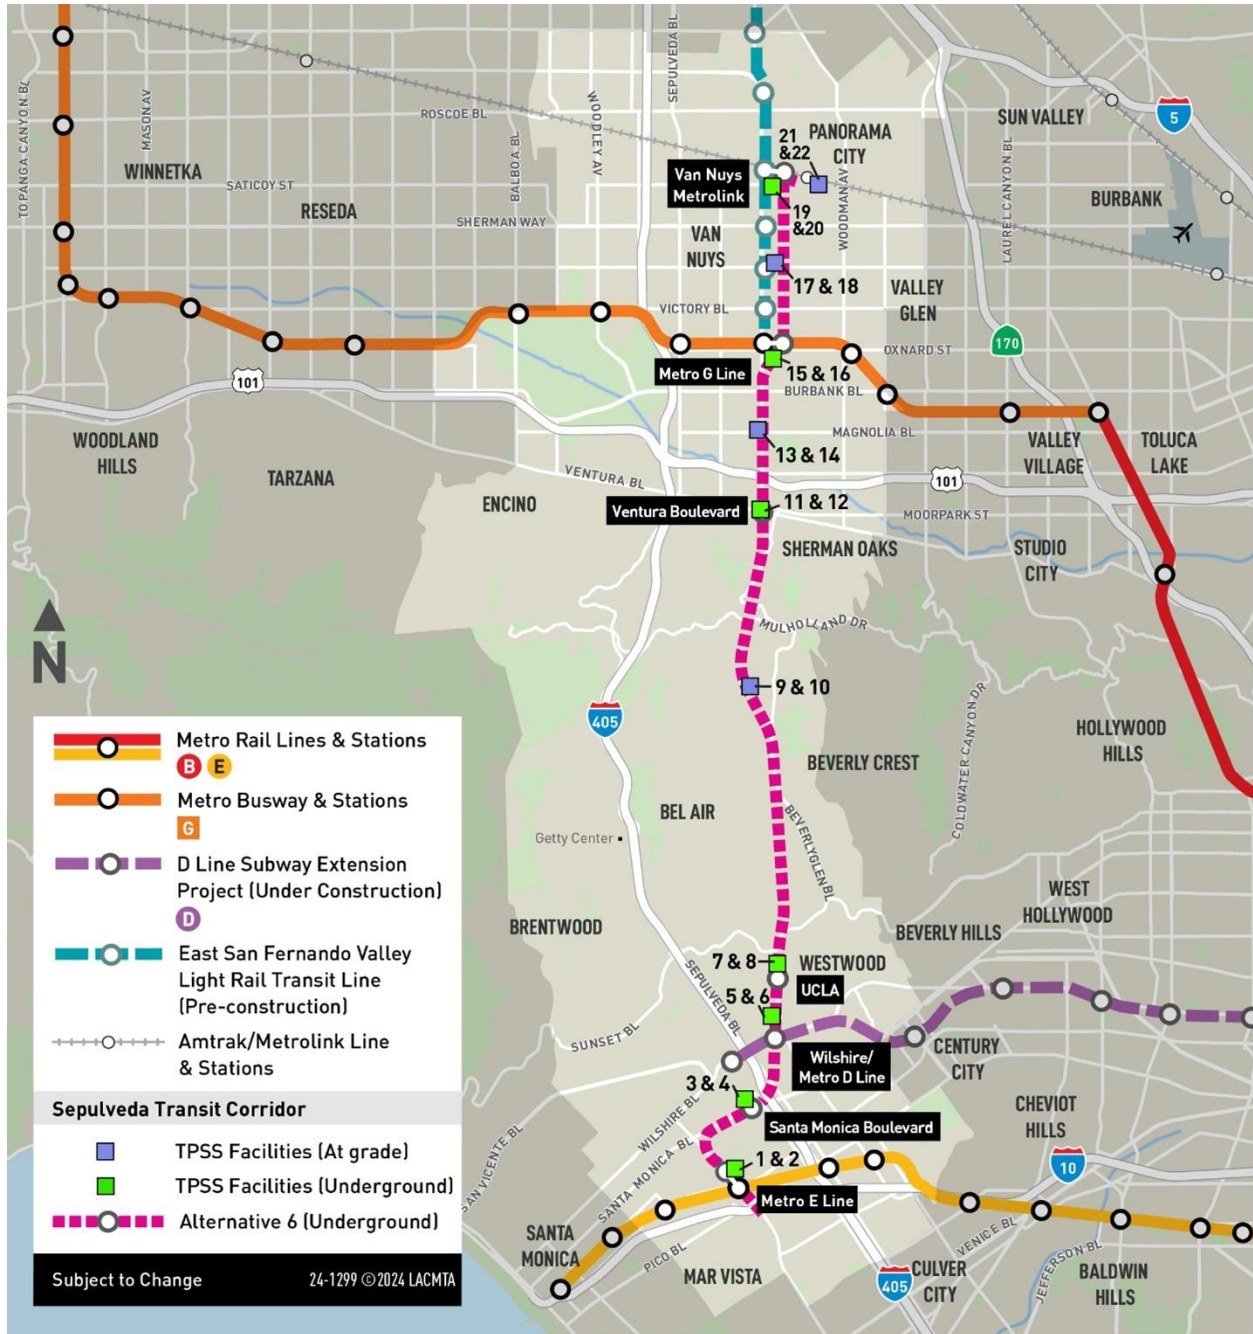 TOPANGA CANYON BL
MASON AV
WINNETKA
SATICOY ST
RESEDA
ROSCOE BL
BALBOA BL
SHERMAN WAY
WOODLEY AV
SEPULVEDA BL
PANORAMA
CITY
21
&22
Van Nuys
Metrolink
19
&20
WOODMAN AV
VAN
NUYS
SUN VALLEY
5
LAUREL CANYON BL
BURBANK
17 & 18
VALLEY
GLEN
VICTORY BL
OXNARD ST
170
Metro G Line
15 & 16
BURBANK BL
101
WOODLAND
HILLS
TARZANA
MAGNOLIA BL
13 & 14
VALLEY
VILLAGE
TOLUCA
LAKE
VENTURA BL
101
ENCINO
Ventura Boulevard
11 & 12
MOORPARK ST
SHERMAN OAKS
STUDIO
CITY
N
MULHOLLAND DR
9 & 10
405
COLDWATER CANYON DR
HOLLYWOOD
HILLS
BEVERLY CREST
BEL AIR
Getty Center
BEVERLY GLEN BL
WEST
HOLLYWOOD
BRENTWOOD
BEVERLY HILLS
7 & 8
WESTWOOD
UCLA
5 & 6
SEPULVEDA BL
SUNSET BL
Wilshire/
Metro D Line
CENTURY
CITY
3 & 4
WILSHIRE BL
Santa Monica Boulevard
CHEVIOT
HILLS
SAN VICENTE BL
SANTA MONICA BL
1 & 2
10
Metro E Line
SANTA
MONICA
PICO BL
MAR VISTA
VENICE BL
JEFFERSON BL
405
CULVER
CITY
BALDWIN
HILLS
Metro Rail Lines & Stations
B E
Metro Busway & Stations
G
D Line Subway Extension
Project (Under Construction)
D
East San Fernando Valley
Light Rail Transit Line
(Pre-construction)
Amtrak/Metrolink Line
& Stations
Sepulveda Transit Corridor
TPSS Facilities (At grade)
TPSS Facilities (Underground)
Alternative 6 (Underground)
Subject to Change 24-1299 ©2024 LACMTA